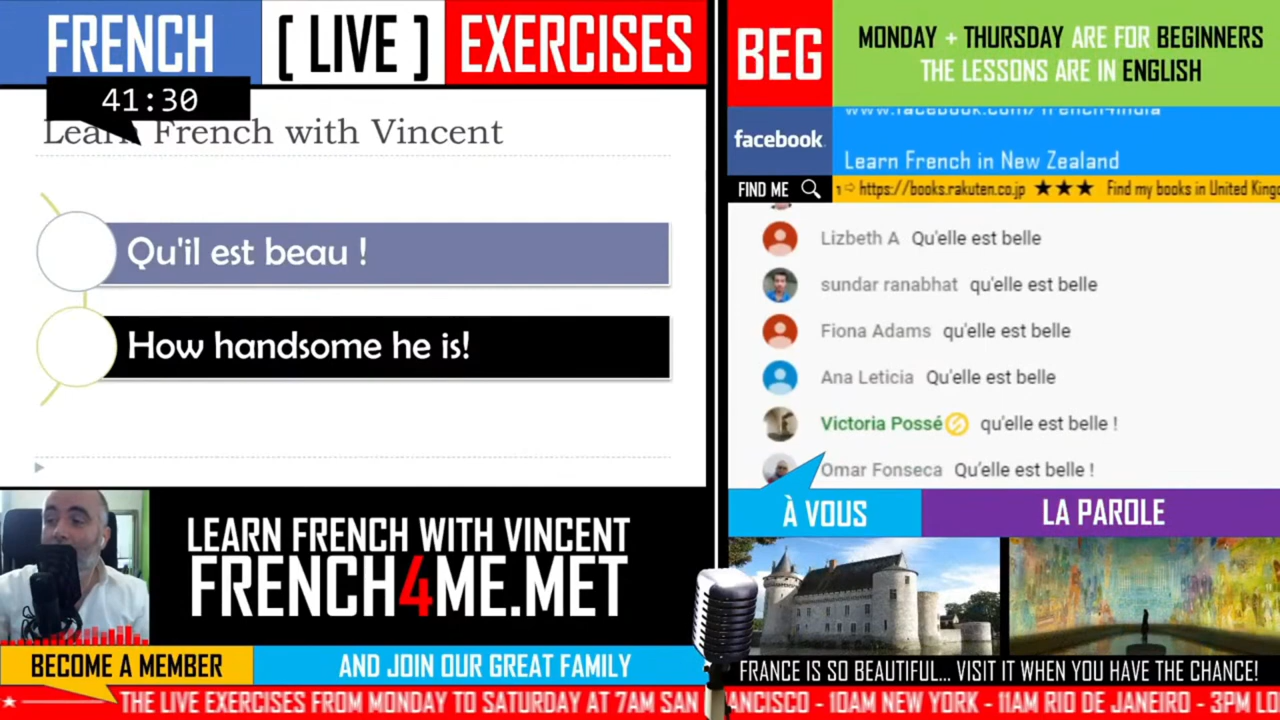 FRENCH [ LIVE ] EXERCISES
41:30
Learn French with Vincent
Qu'il est beau !
How handsome he is!
LEARN FRENCH WITH VINCENT
FRENCH4ME.MET
BECOME A MEMBER
AND JOIN OUR GREAT FAMILY
BEG
MONDAY + THURSDAY ARE FOR BEGINNERS
THE LESSONS ARE IN ENGLISH
facebook.
www.facebook.com/french4india
Learn French in New Zealand
FIND ME
https://books.rakuten.co.jp ★★★ Find my books in United
Lizbeth A Qu'elle est belle
sundar ranabhat qu'elle est belle
Fiona Adams qu'elle est belle
Ana Leticia Qu'elle est belle
Victoria Possé qu'elle est belle !
Omar Fonseca Qu'elle est belle !
À VOUS
LA PAROLE
FRANCE IS SO BEAUTIFUL... VISIT IT WHEN YOU HAVE THE CHANCE!
THE LIVE EXERCISES FROM MONDAY TO SATURDAY AT 7AM SAN FRANCISCO - 10AM NEW YORK - 11AM RIO DE JANEIRO - 3PM LO